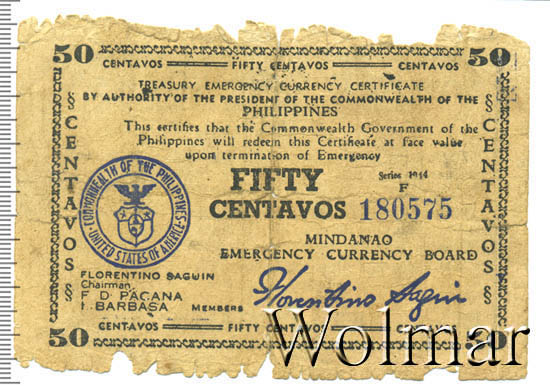 50 50
CENTAVOS FIFTY CENTAVOS CENTAVOS
TREASURY EMERGENCY CURRENCY CERTIFICATE
BY AUTHORITY OF THE PRESIDENT OF THE COMMONWEALTH OF THE
PHILIPPINES
This certifies that the Commonwealth Government of the
Philippines will redeem this Certificate at face value
upon termination of Emergency
§ CENTAVOS §
§ CENTAVOS §
COMMONWEALTH OF THE PHILIPPINES
UNITED STATES OF AMERICA
FIFTY
Series 1944
F
CENTAVOS 180575
MINDANAO
EMERGENCY CURRENCY BOARD
FLORENTINO SAGUIN
Chairman
F. D. PACANA
I. BARBASA MEMBERS
Florentino Saguin
50 50
CENTAVOS FIFTY CENTAVOS CENTAVOS
Wolmar